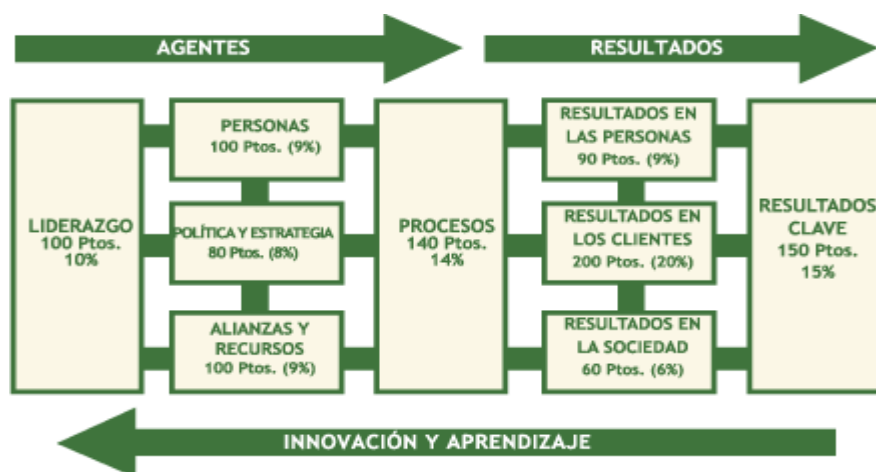 AGENTES
RESULTADOS
LIDERAZGO
100 Ptos.
10%
PERSONAS
100 Ptos. (9%)
POLÍTICA Y ESTRATEGIA
80 Ptos. (8%)
ALIANZAS Y
RECURSOS
100 Ptos. (9%)
PROCESOS
140 Ptos.
14%
RESULTADOS EN
LAS PERSONAS
90 Ptos. (9%)
RESULTADOS EN
LOS CLIENTES
200 Ptos. (20%)
RESULTADOS EN
LA SOCIEDAD
60 Ptos. (6%)
RESULTADOS
CLAVE
150 Ptos.
15%
INNOVACIÓN Y APRENDIZAJE